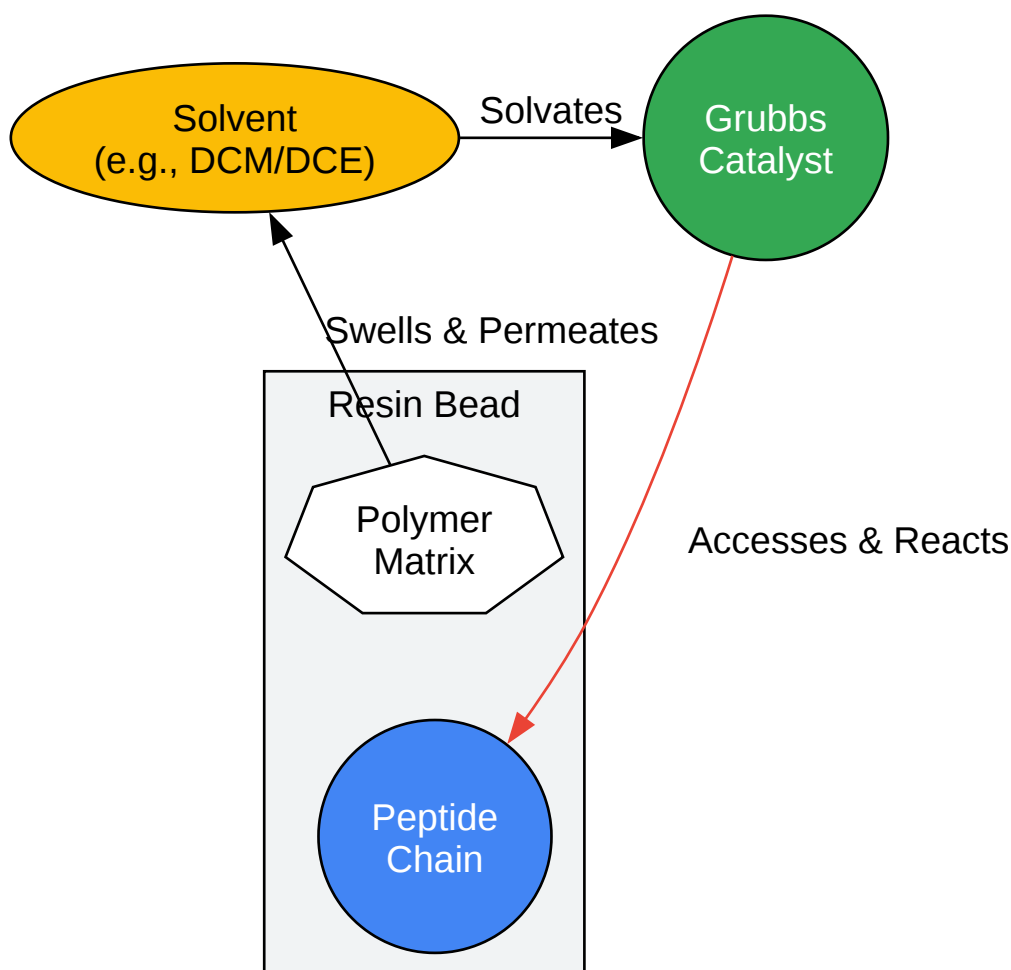 Solvent
(e.g., DCM/DCE)
Solvates
Grubbs
Catalyst
Swells & Permeates
Resin Bead
Polymer
Matrix
Accesses & Reacts
Peptide
Chain